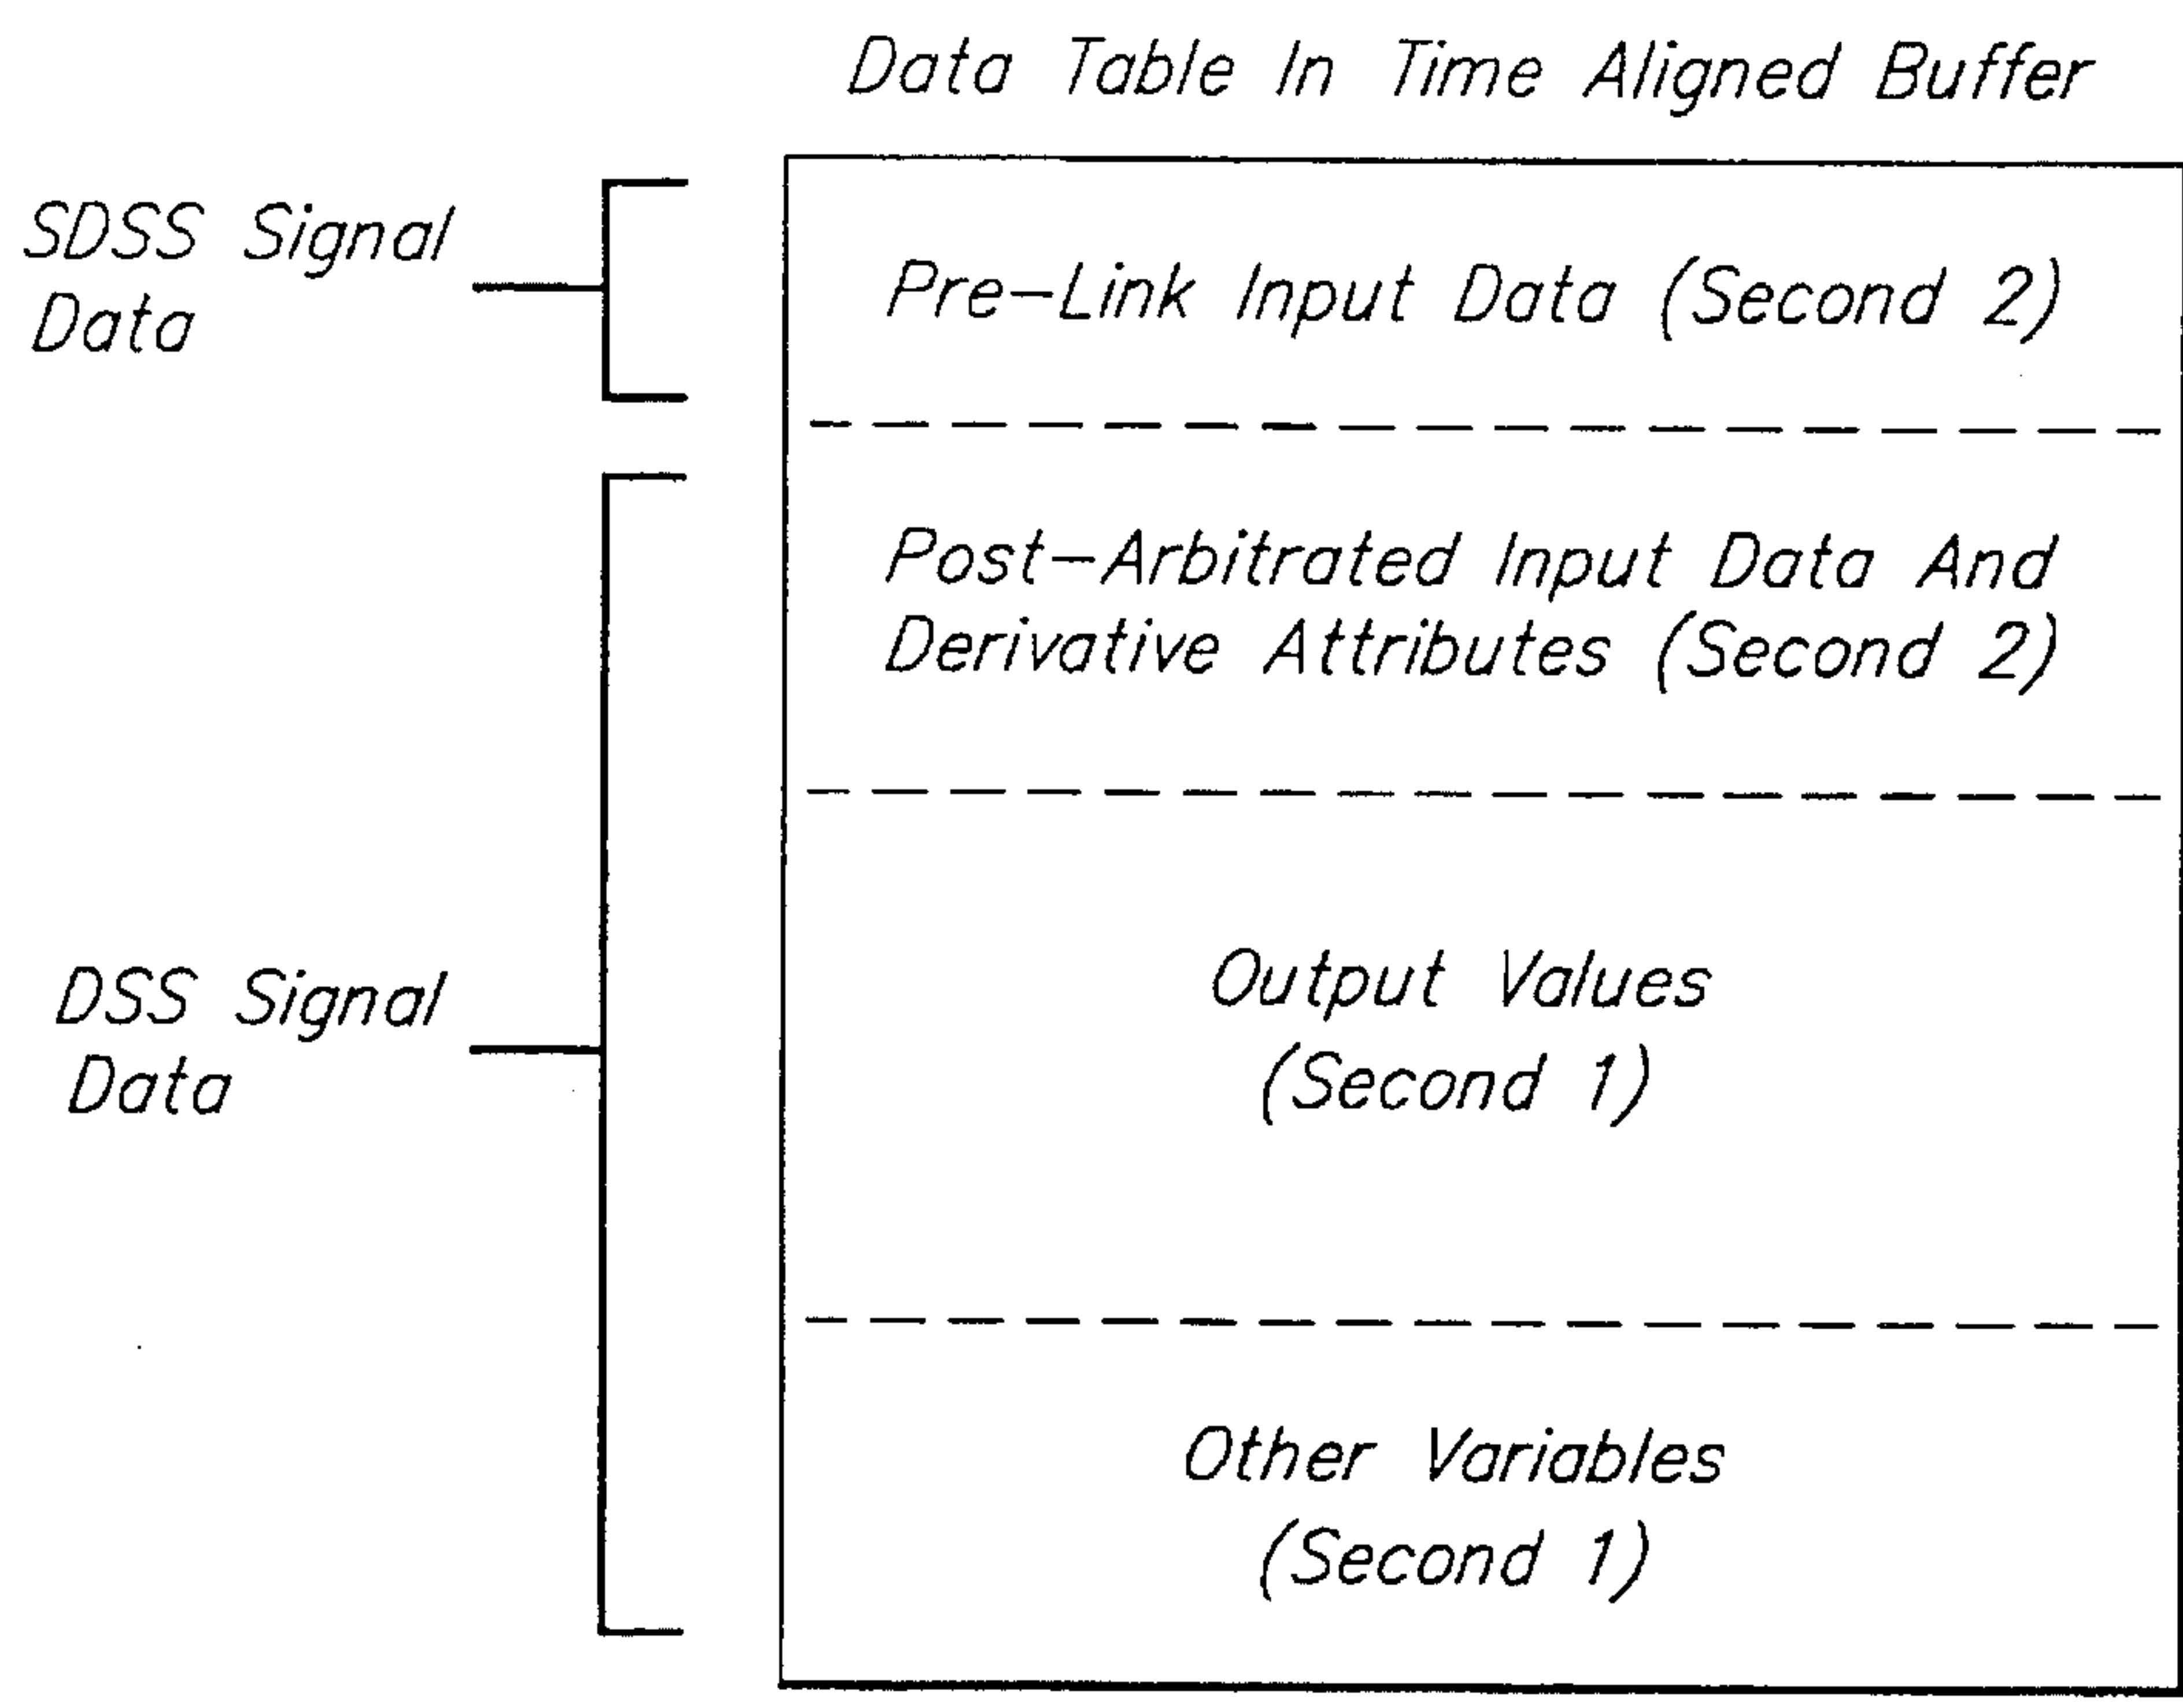 Data Table In Time Aligned Buffer
SDSS Signal
Data
Pre-Link Input Data (Second 2)
Post-Arbitrated Input Data And
Derivative Attributes (Second 2)
DSS Signal
Data
Output Values
(Second 1)
Other Variables
(Second 1)